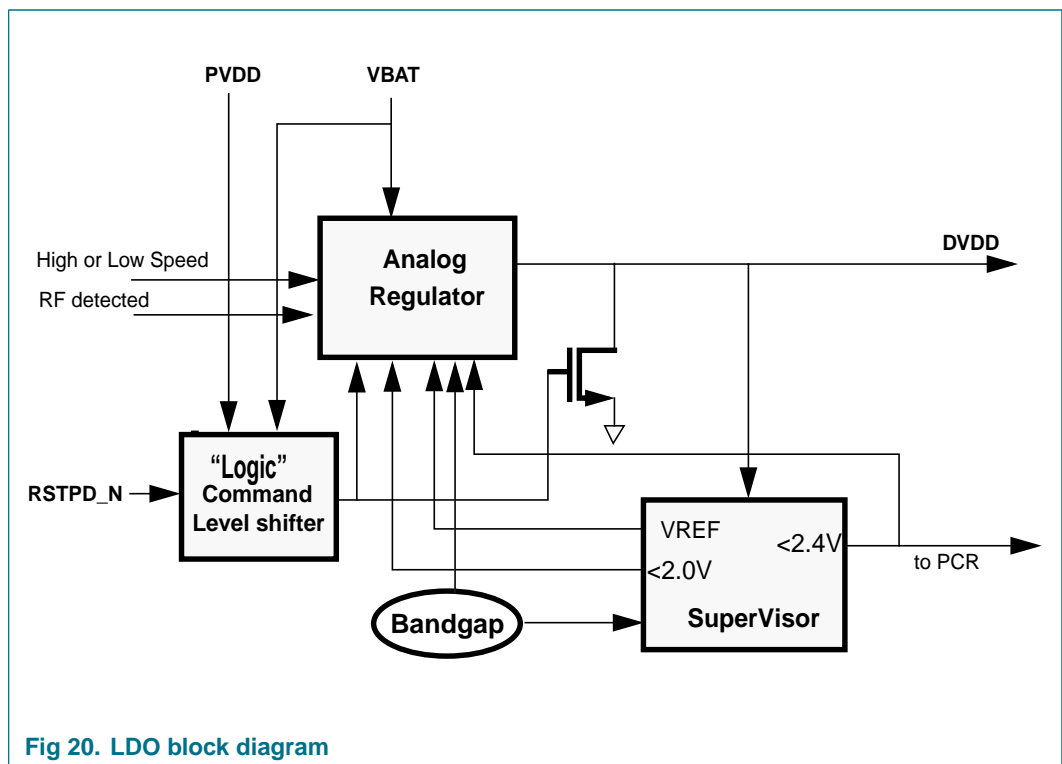 PVDD
VBAT
High or Low Speed
RF detected
Analog
Regulator
DVDD
RSTPD_N
“Logic”
Command
Level shifter
VREF
<2.4V
<2.0V
SuperVisor
to PCR
Bandgap
Fig 20. LDO block diagram